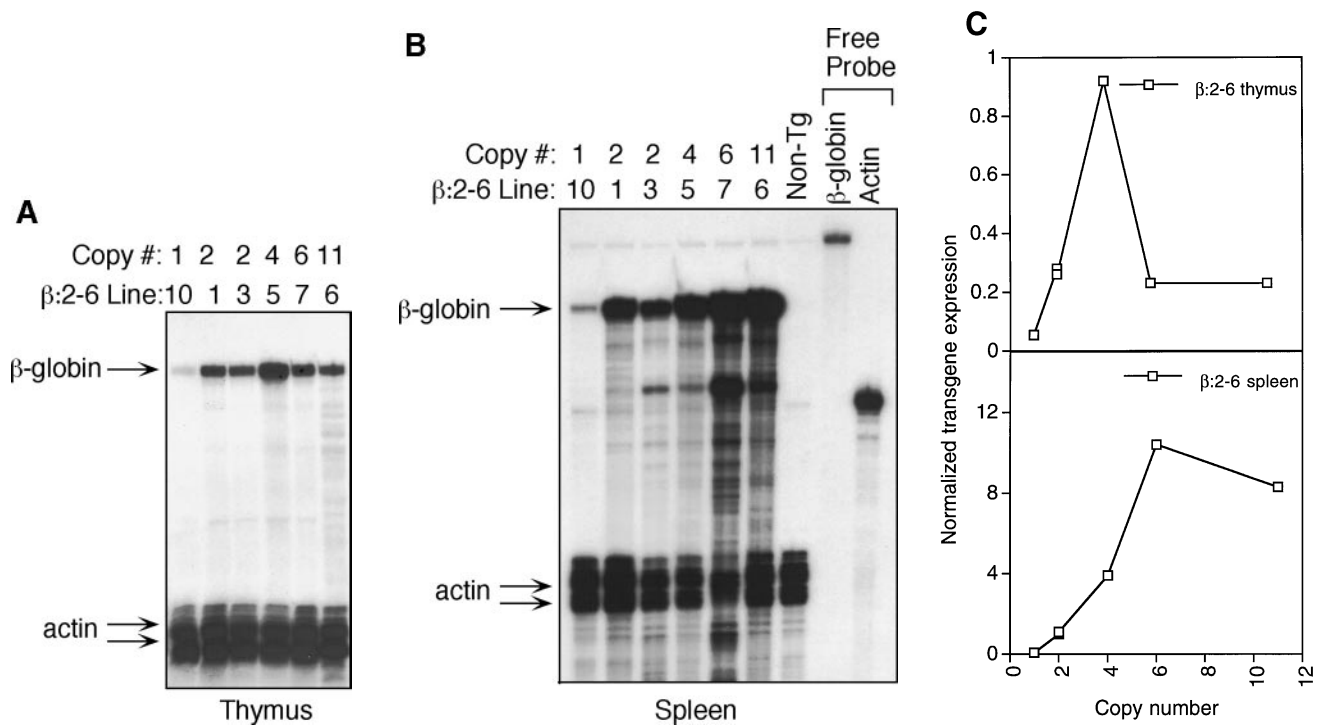 A
Copy #: 1 2 2 4 6 11
β:2-6 Line: 10 1 3 5 7 6
β-globin
actin
Thymus
B
Free
Probe
Copy #: 1 2 2 4 6 11
β:2-6 Line: 10 1 3 5 7 6
Non-Tg
β-globin
Actin
β-globin
actin
Spleen
C
Normalized transgene expression
1
0.8
0.6
0.4
0.2
0
β:2-6 thymus
12
8
4
0
β:2-6 spleen
0 2 4 6 8 10 12
Copy number